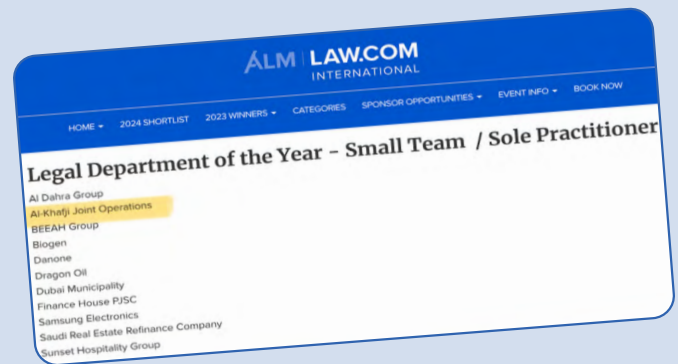 ALM | LAW.COM
INTERNATIONAL
HOME 2024 SHORTLIST 2023 WINNERS CATEGORIES SPONSOR OPPORTUNITIES EVENT INFO BOOK NOW
Legal Department of the Year - Small Team / Sole Practitioner
Al Dahra Group
Al-Khafji Joint Operations
BEEAH Group
Biogen
Danone
Dragon Oil
Dubai Municipality
Finance House PJSC
Samsung Electronics
Saudi Real Estate Refinance Company
Sunset Hospitality Group